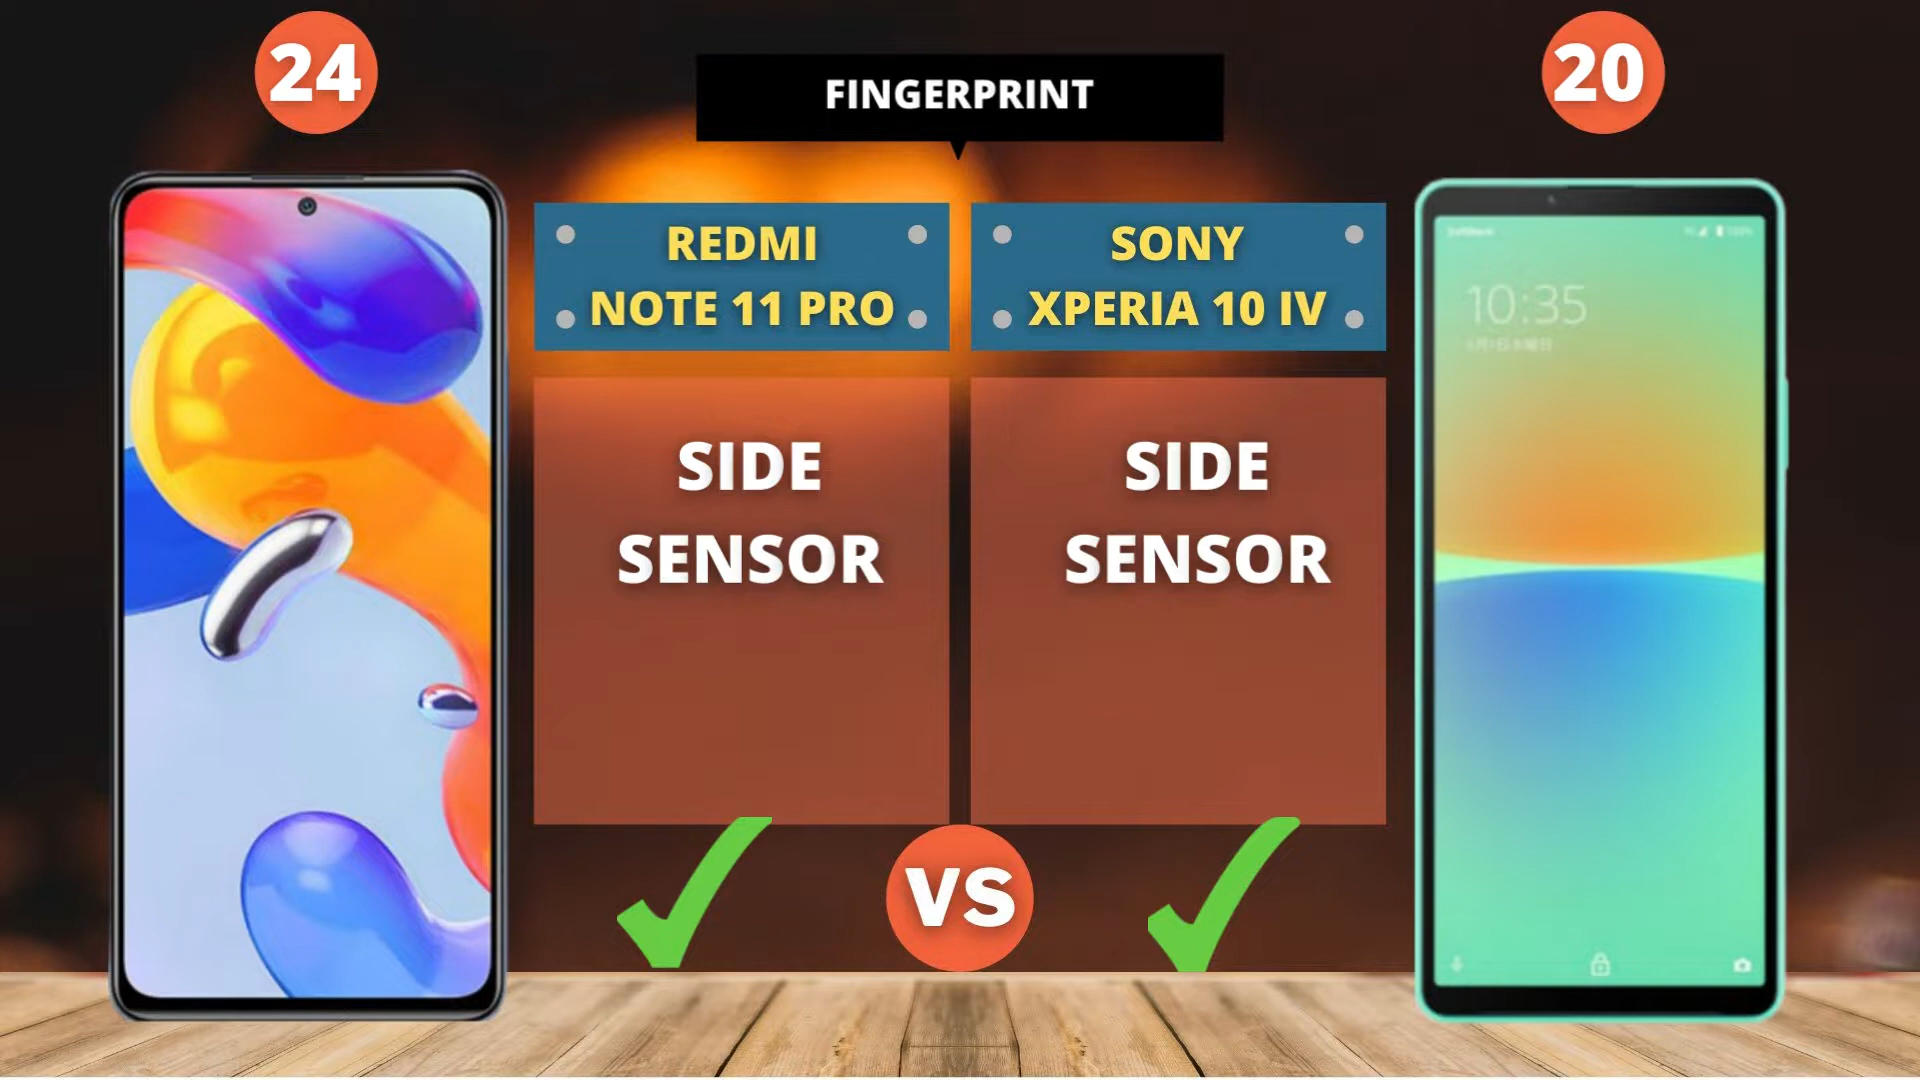 24
20
FINGERPRINT
REDMI
NOTE 11 PRO
SONY
XPERIA 10 IV
SIDE
SENSOR
SIDE
SENSOR
10:35
VS